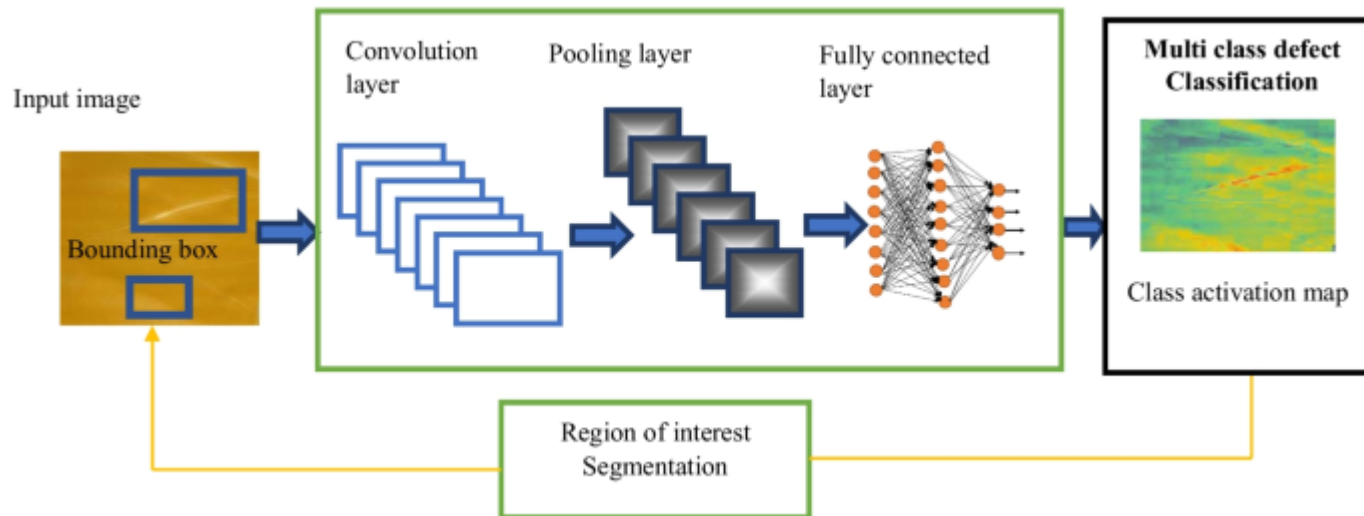 Input image
Bounding box
Convolution
layer
Pooling layer
Fully connected
layer
Multi class defect
Classification
Class activation map
Region of interest
Segmentation